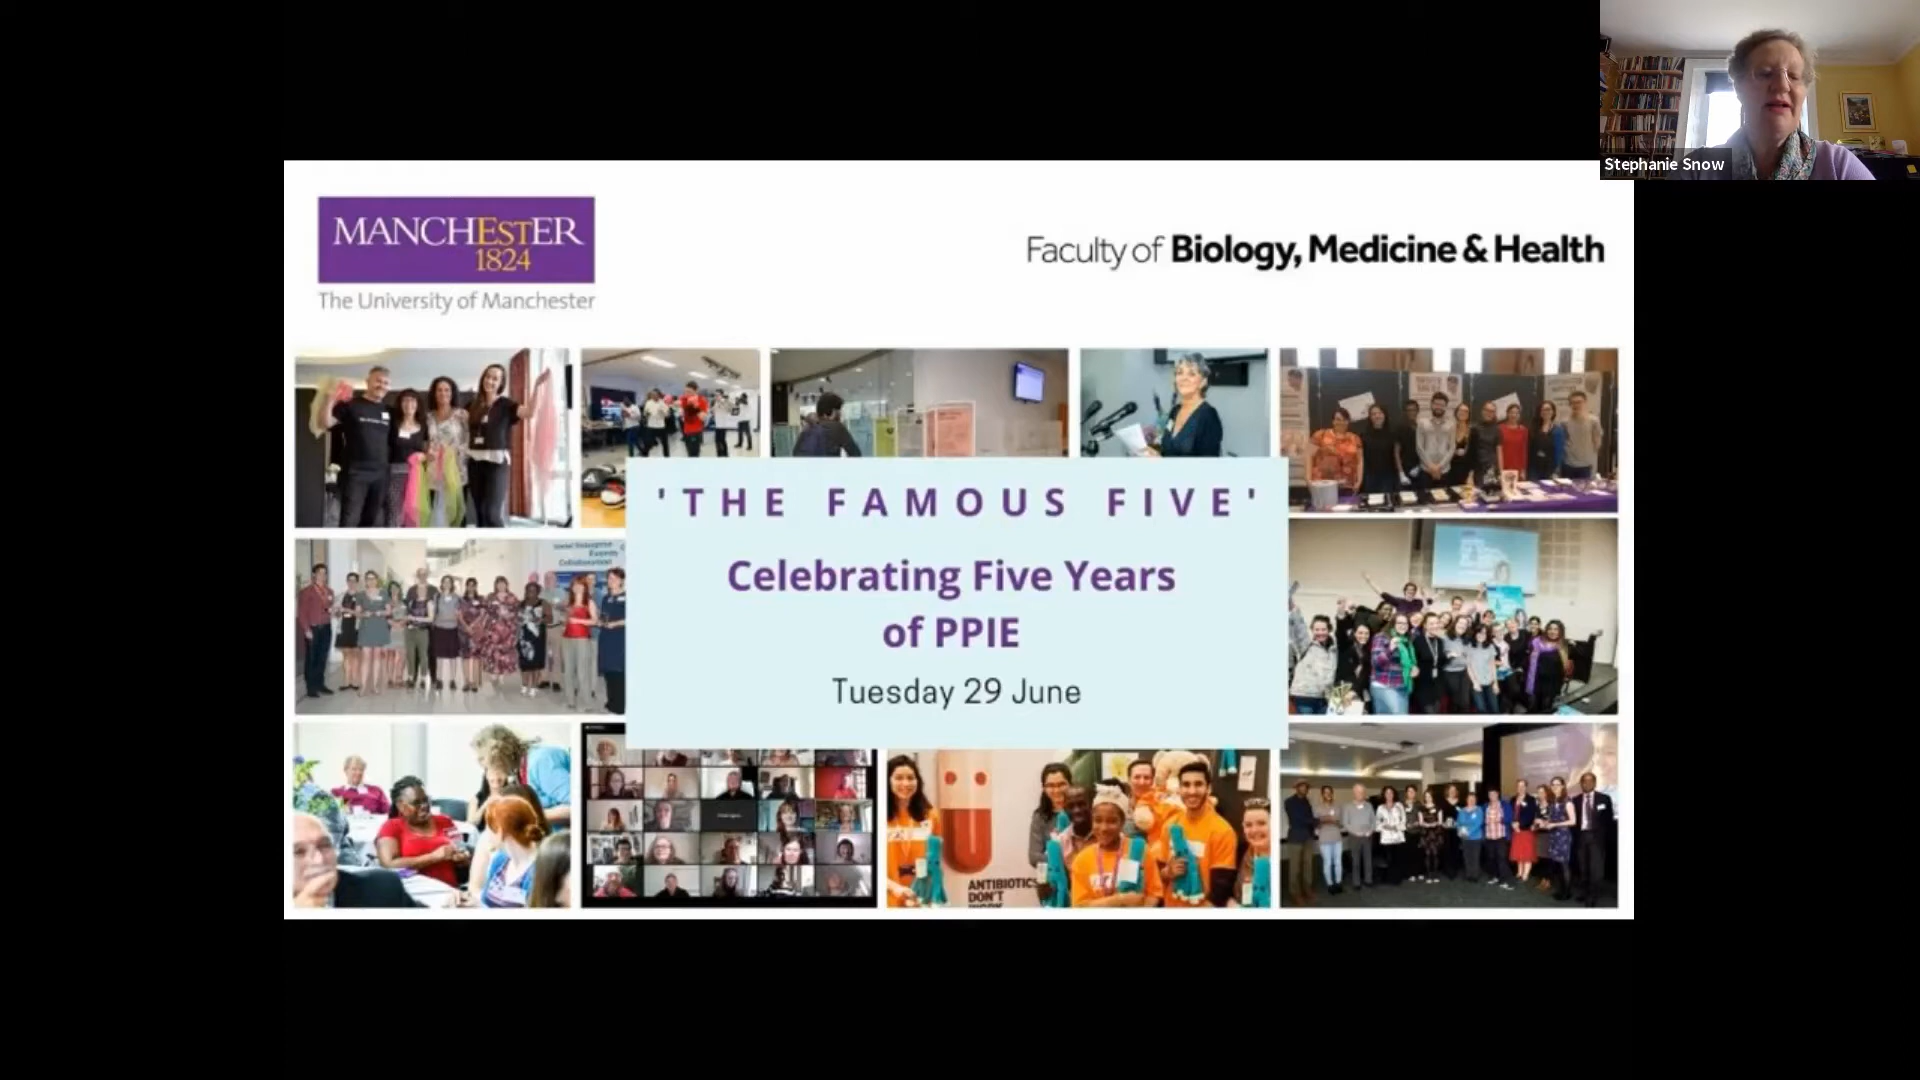 Stephanie Snow
MANCHEstER
1824
The University of Manchester
Faculty of Biology, Medicine & Health
'THE FAMOUS FIVE'
Celebrating Five Years
of PPIE
Tuesday 29 June
ANTIBIOTICS
DON'T